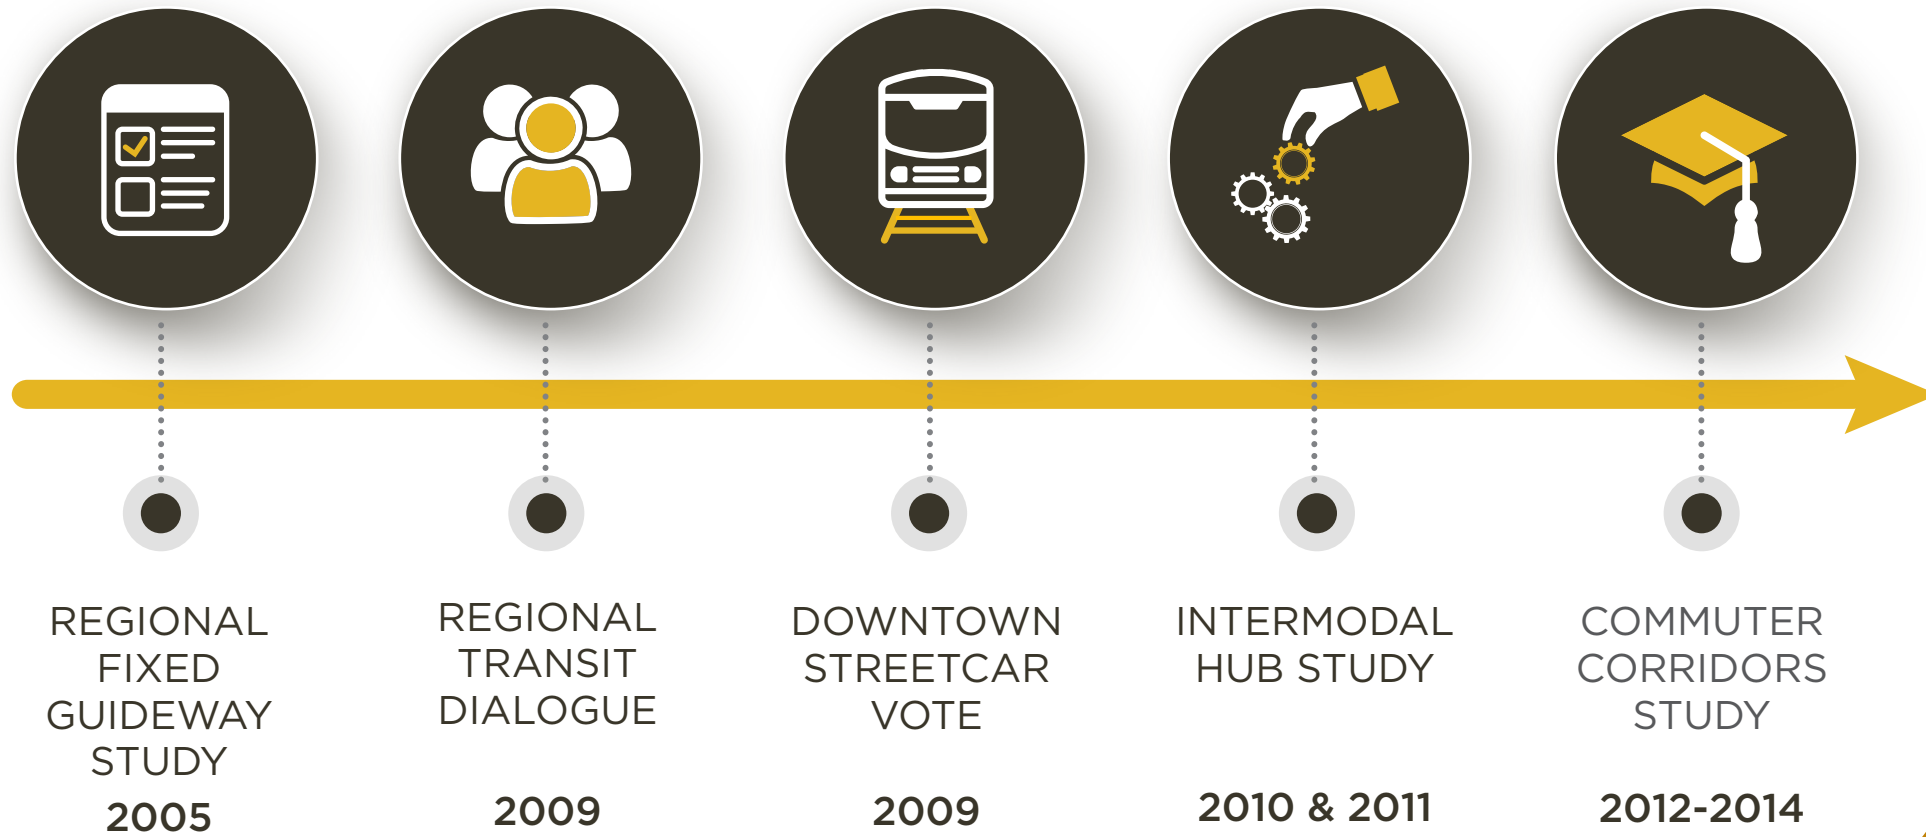 REGIONAL
FIXED
GUIDEWAY
STUDY
2005
REGIONAL
TRANSIT
DIALOGUE
2009
DOWNTOWN
STREETCAR
VOTE
2009
INTERMODAL
HUB STUDY
2010 & 2011
COMMUTER
CORRIDORS
STUDY
2012-2014